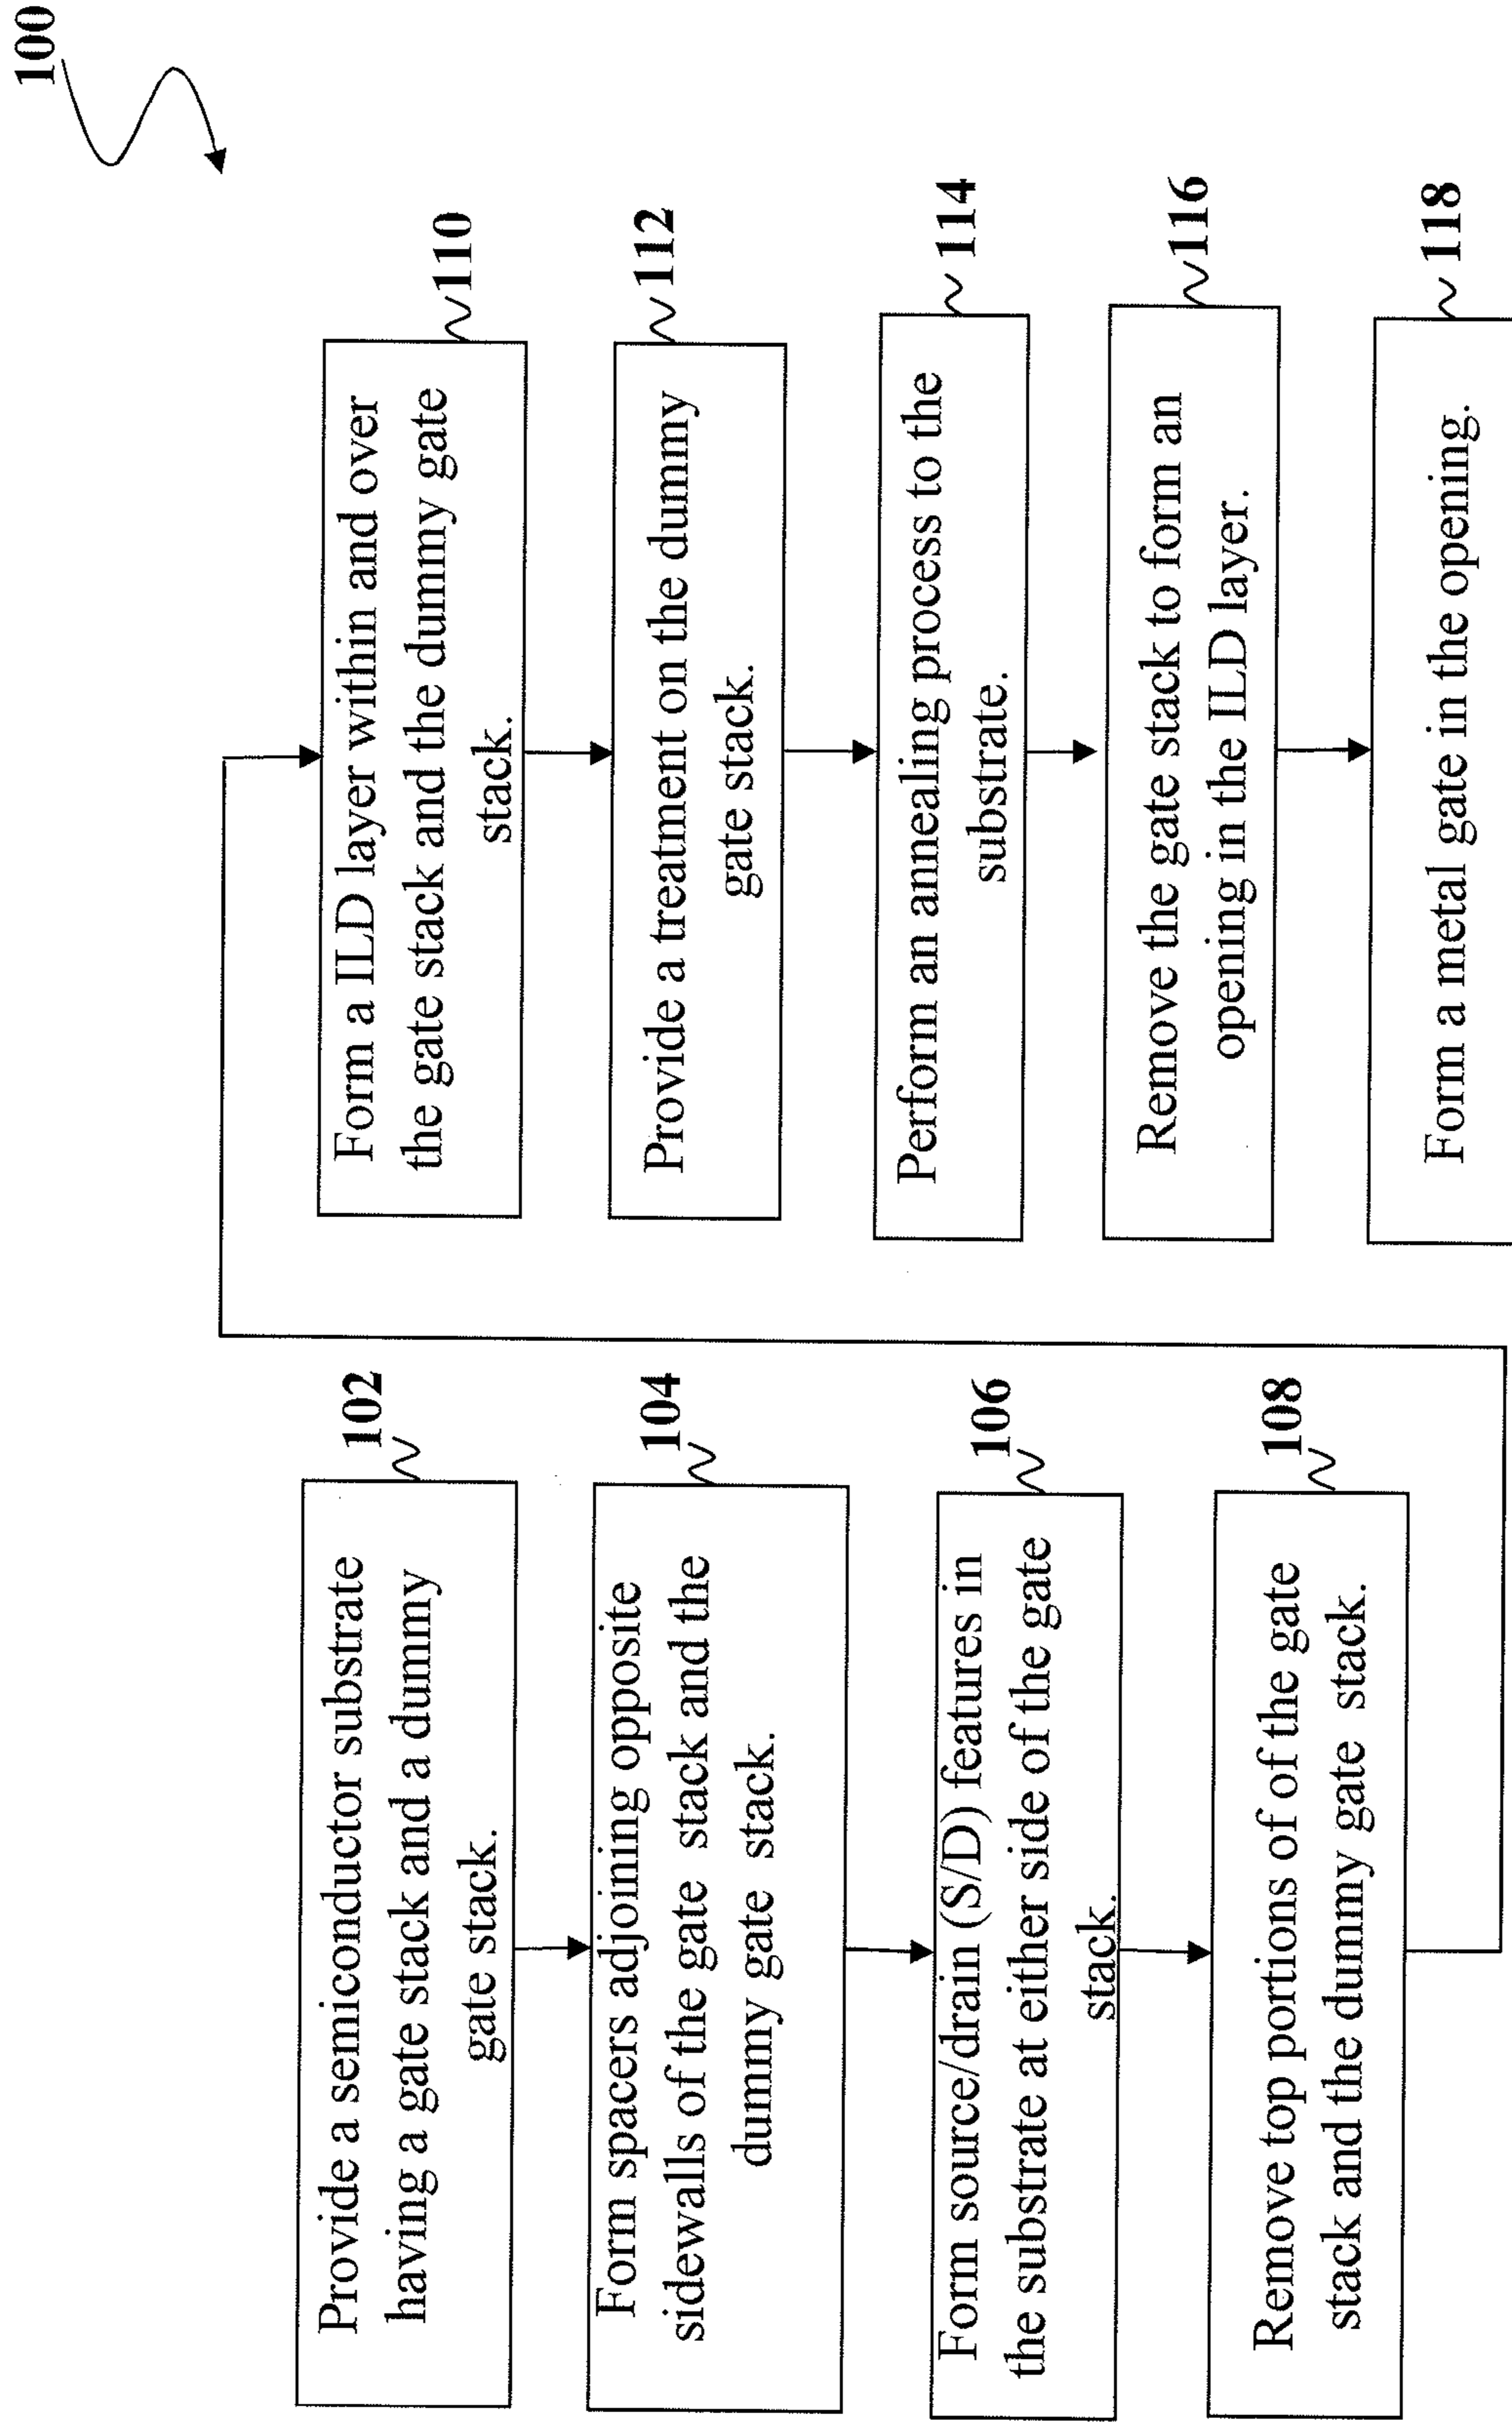 100
102
Provide a semiconductor substrate
having a gate stack and a dummy
gate stack.
104
Form spacers adjoining opposite
sidewalls of the gate stack and the
dummy gate stack.
106
Form source/drain (S/D) features in
the substrate at either side of the gate
stack.
108
Remove top portions of of the gate
stack and the dummy gate stack.
110
Form a ILD layer within and over
the gate stack and the dummy gate
stack.
112
Provide a treatment on the dummy
gate stack.
114
Perform an annealing process to the
substrate.
116
Remove the gate stack to form an
opening in the ILD layer.
118
Form a metal gate in the opening.